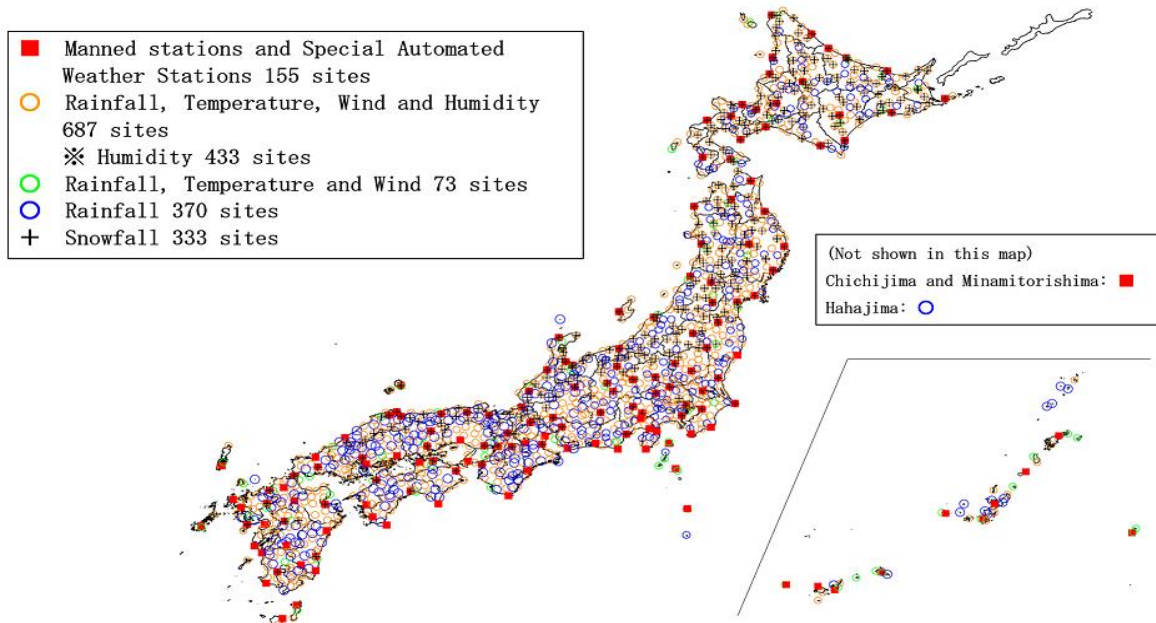 Manned stations and Special Automated
Weather Stations 155 sites
Rainfall, Temperature, Wind and Humidity
687 sites
※ Humidity 433 sites
Rainfall, Temperature and Wind 73 sites
Rainfall 370 sites
Snowfall 333 sites
(Not shown in this map)
Chichijima and Minamitorishima:
Hahajima: